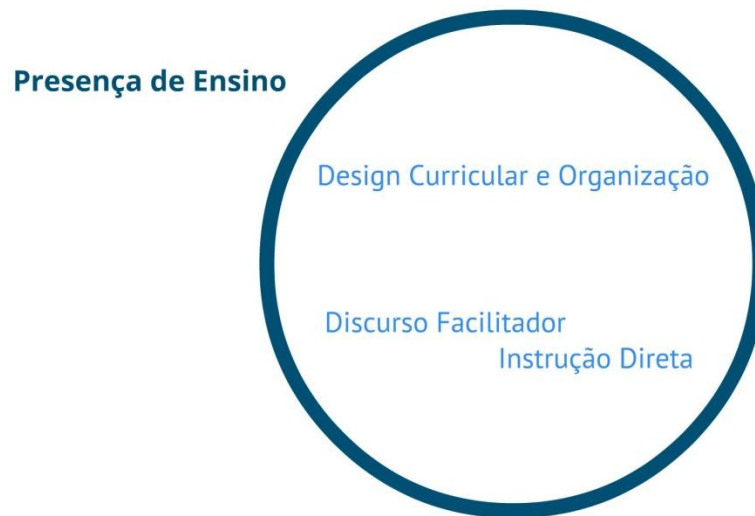 Presença de Ensino
Design Curricular e Organização
Discurso Facilitador
Instrução Direta